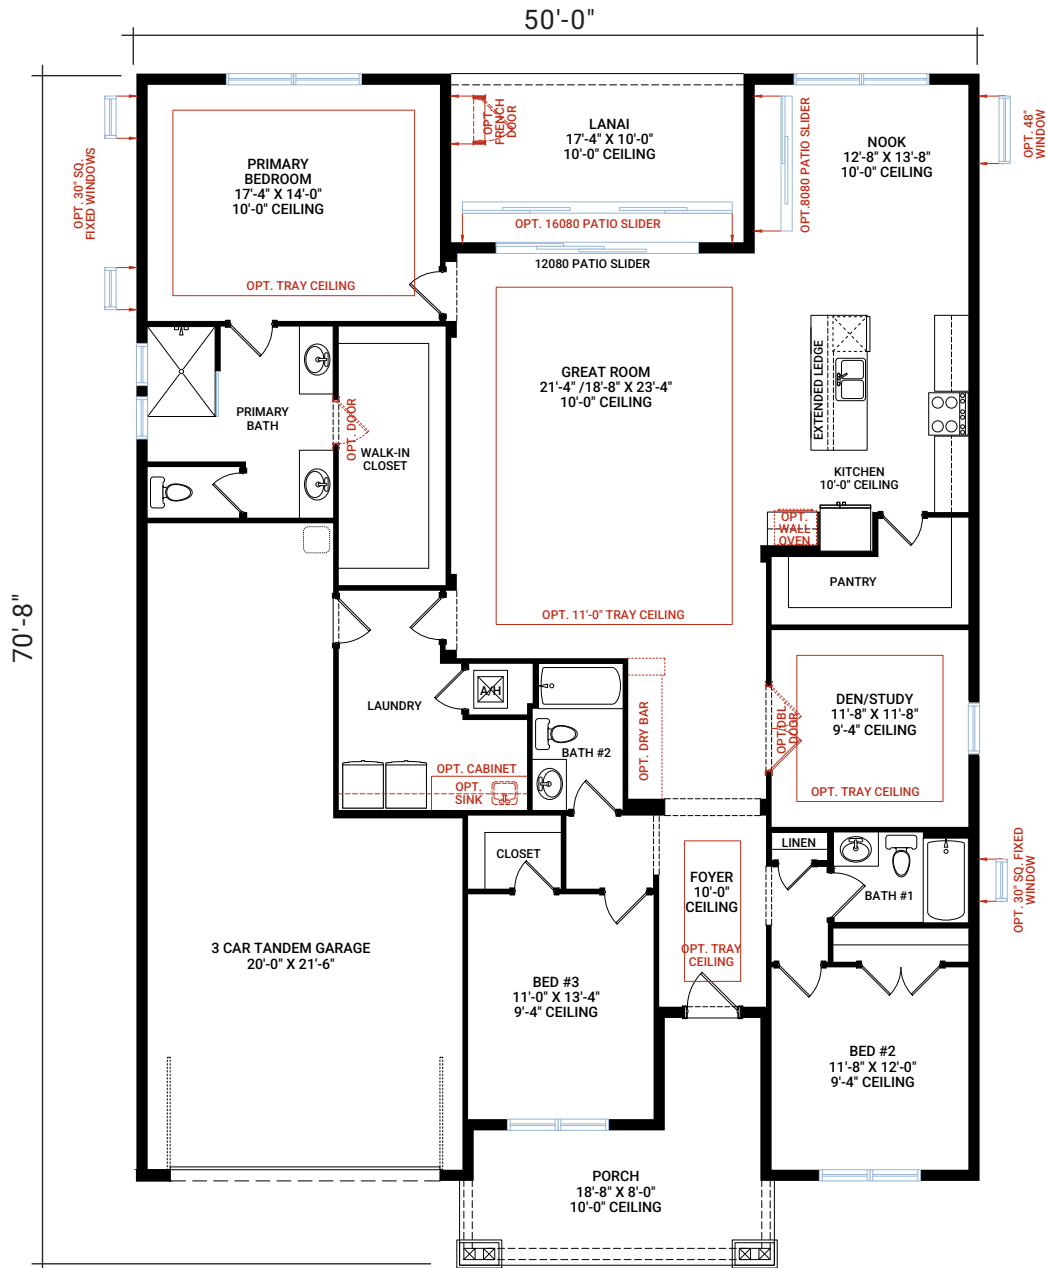 50'-0"
70'-8"
OPT. 30" SQ.
FIXED WINDOWS
PRIMARY
BEDROOM
17'-4" X 14'-0"
10'-0" CEILING
OPT. TRAY CEILING
OPT.
FRENCH
DOOR
LANAI
17'-4" X 10'-0"
10'-0" CEILING
OPT. 16080 PATIO SLIDER
12080 PATIO SLIDER
OPT.8080 PATIO SLIDER
NOOK
12'-8" X 13'-8"
10'-0" CEILING
OPT. 48"
WINDOW
GREAT ROOM
21'-4" /18'-8" X 23'-4"
10'-0" CEILING
OPT. 11'-0" TRAY CEILING
EXTENDED LEDGE
KITCHEN
10'-0" CEILING
OPT.
WALL
OVEN
PANTRY
PRIMARY
BATH
OPT. DOOR
WALK-IN
CLOSET
LAUNDRY
A/H
OPT. CABINET
OPT.
SINK
BATH #2
OPT. DRY BAR
OPT.DBL
DOOR
DEN/STUDY
11'-8" X 11'-8"
9'-4" CEILING
OPT. TRAY CEILING
CLOSET
FOYER
10'-0"
CEILING
OPT. TRAY
CEILING
LINEN
BATH #1
OPT. 30" SQ. FIXED
WINDOW
3 CAR TANDEM GARAGE
20'-0" X 21'-6"
BED #3
11'-0" X 13'-4"
9'-4" CEILING
BED #2
11'-8" X 12'-0"
9'-4" CEILING
PORCH
18'-8" X 8'-0"
10'-0" CEILING